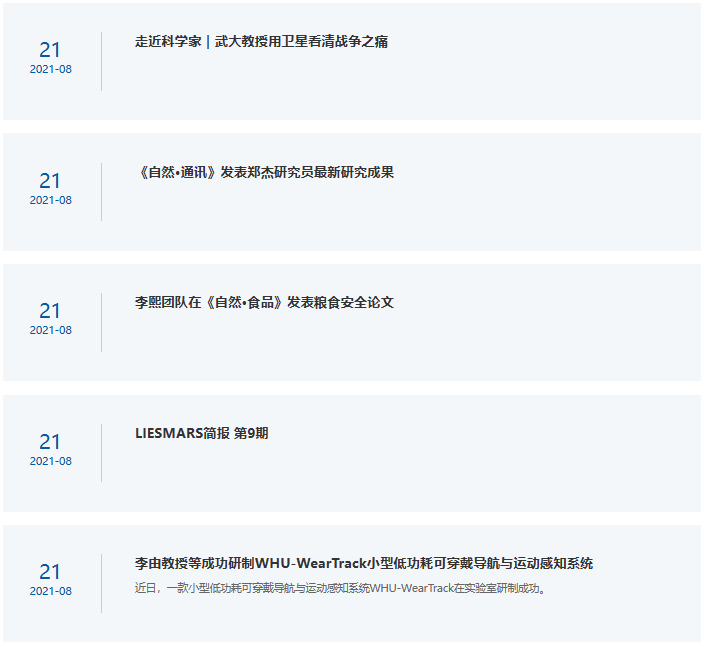 21
2021-08
走近科学家 | 武大教授用卫星看清战争之痛
21
2021-08
《自然·通讯》发表郑杰研究员最新研究成果
21
2021-08
李熙团队在《自然·食品》发表粮食安全论文
21
2021-08
LIESMARS简报 第9期
21
2021-08
李由教授等成功研制WHU-WearTrack小型低功耗可穿戴导航与运动感知系统
近日，一款小型低功耗可穿戴导航与运动感知系统WHU-WearTrack在实验室研制成功。